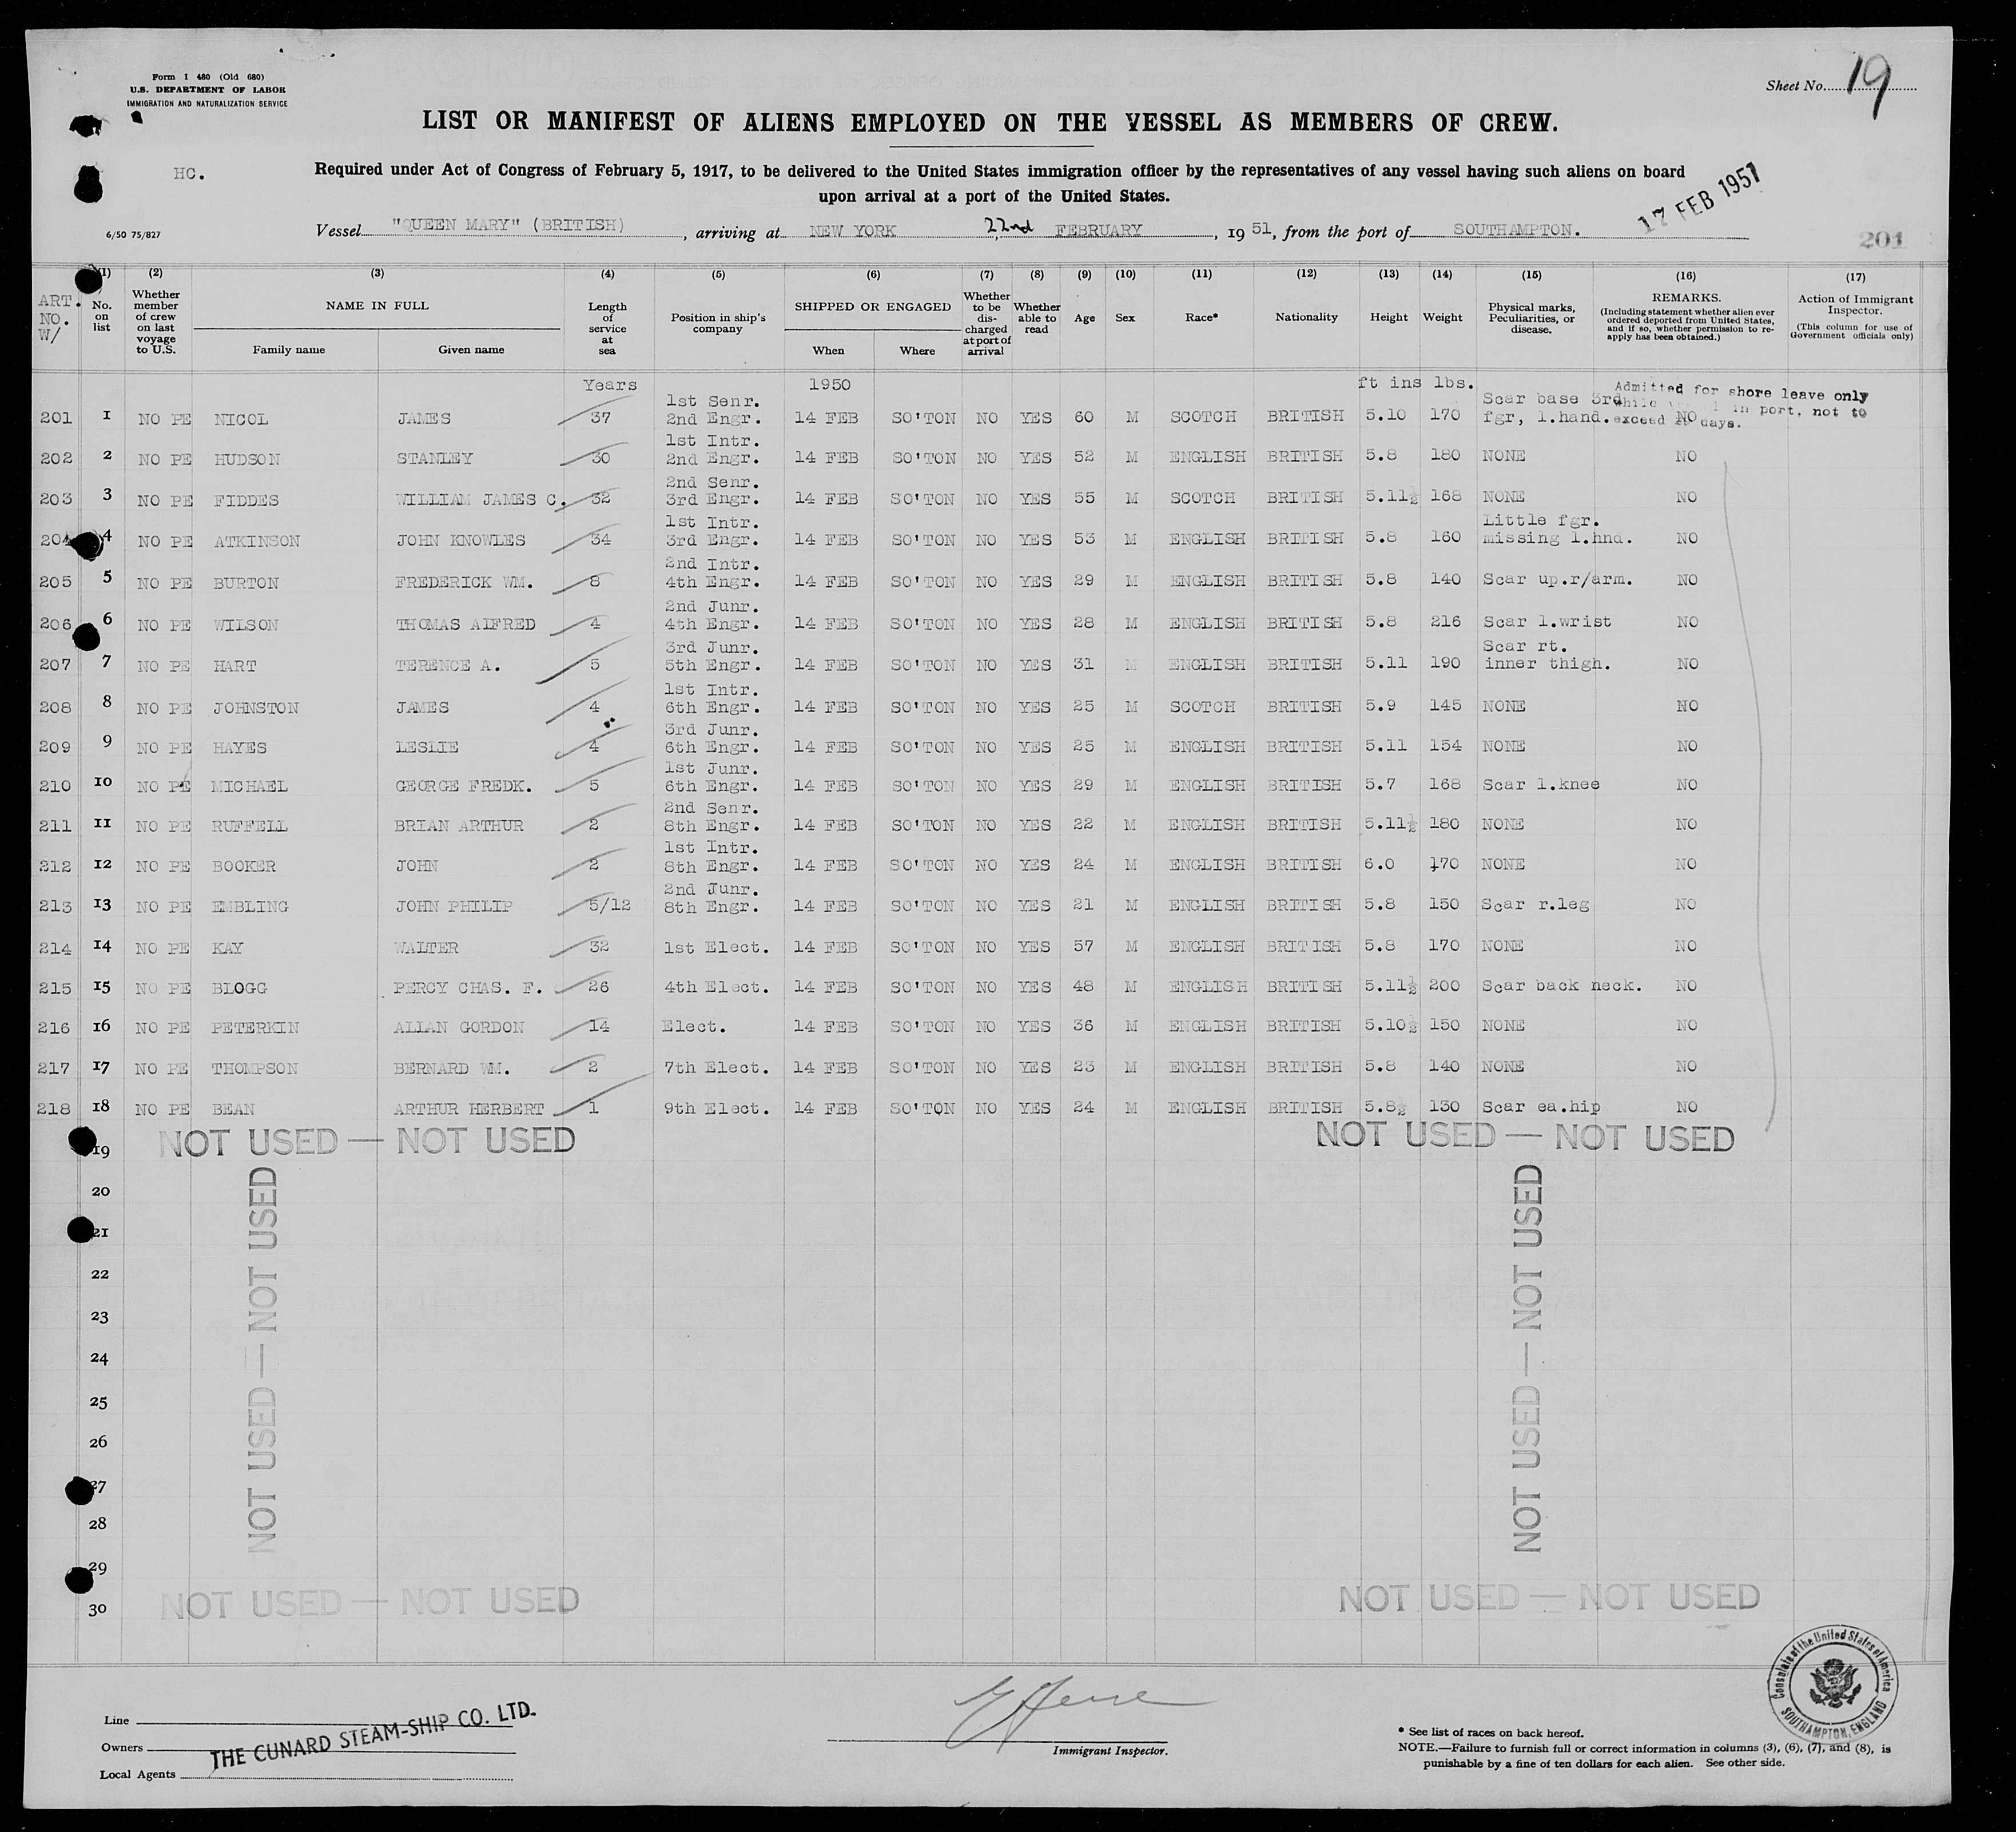 Form I 480 (Old 680)
U.S. DEPARTMENT OF LABOR
IMMIGRATION AND NATURALIZATION SERVICE
Sheet No. 19
LIST OR MANIFEST OF ALIENS EMPLOYED ON THE VESSEL AS MEMBERS OF CREW.
HC.
Required under Act of Congress of February 5, 1917, to be delivered to the United States immigration officer by the representatives of any vessel having such aliens on board
upon arrival at a port of the United States.
17 FEB 1951
6/50 75/827
Vessel "QUEEN MARY" (BRITISH), arriving at NEW YORK 22nd FEBRUARY, 19 51, from the port of SOUTHAMPTON.
201
(1) (2) (3) (4) (5) (6) (7) (8) (9) (10) (11) (12) (13) (14) (15) (16) (17)
ART. NO. W/
No. on list
Whether member of crew on last voyage to U.S.
NAME IN FULL
Family name
Given name
Length of service at sea
Position in ship's company
SHIPPED OR ENGAGED
When
Where
Whether to be discharged at port of arrival
Whether able to read
Age
Sex
Race*
Nationality
Height
Weight
Physical marks, Peculiarities, or disease.
REMARKS.
(Including statement whether alien ever ordered deported from United States, and if so, whether permission to re-apply has been obtained.)
Action of Immigrant Inspector.
(This column for use of Government officials only)
Years 1950 ft ins lbs.
Admitted for shore leave only
while in port, not to
exceed 29 days.
201 1 NO PE NICOL JAMES 37 1st Senr. 2nd Engr. 14 FEB SO'TON NO YES 60 M SCOTCH BRITISH 5.10 170 Scar base 3rd fgr, l.hand. NO
202 2 NO PE HUDSON STANLEY 30 1st Intr. 2nd Engr. 14 FEB SO'TON NO YES 52 M ENGLISH BRITISH 5.8 180 NONE NO
203 3 NO PE FIDDES WILLIAM JAMES C. 32 2nd Senr. 3rd Engr. 14 FEB SO'TON NO YES 55 M SCOTCH BRITISH 5.11½ 168 NONE NO
204 4 NO PE ATKINSON JOHN KNOWLES 34 1st Intr. 3rd Engr. 14 FEB SO'TON NO YES 53 M ENGLISH BRITISH 5.8 160 Little fgr. missing l.hnd. NO
205 5 NO PE BURTON FREDERICK WM. 8 2nd Intr. 4th Engr. 14 FEB SO'TON NO YES 29 M ENGLISH BRITISH 5.8 140 Scar up.r/arm. NO
206 6 NO PE WILSON THOMAS ALFRED 4 2nd Junr. 4th Engr. 14 FEB SO'TON NO YES 28 M ENGLISH BRITISH 5.8 216 Scar l.wrist NO
207 7 NO PE HART TERENCE A. 5 3rd Junr. 5th Engr. 14 FEB SO'TON NO YES 31 M ENGLISH BRITISH 5.11 190 Scar rt. inner thigh. NO
208 8 NO PE JOHNSTON JAMES 4 1st Intr. 6th Engr. 14 FEB SO'TON NO YES 25 M SCOTCH BRITISH 5.9 145 NONE NO
209 9 NO PE HAYES LESLIE 4 3rd Junr. 6th Engr. 14 FEB SO'TON NO YES 25 M ENGLISH BRITISH 5.11 154 NONE NO
210 10 NO PE MICHAEL GEORGE FREDK. 5 1st Junr. 6th Engr. 14 FEB SO'TON NO YES 29 M ENGLISH BRITISH 5.7 168 Scar l.knee NO
211 11 NO PE RUFFELL BRIAN ARTHUR 2 2nd Senr. 8th Engr. 14 FEB SO'TON NO YES 22 M ENGLISH BRITISH 5.11½ 180 NONE NO
212 12 NO PE BOOKER JOHN 2 1st Intr. 8th Engr. 14 FEB SO'TON NO YES 24 M ENGLISH BRITISH 6.0 170 NONE NO
213 13 NO PE EMBLING JOHN PHILIP 5/12 2nd Junr. 8th Engr. 14 FEB SO'TON NO YES 21 M ENGLISH BRITISH 5.8 150 Scar r.leg NO
214 14 NO PE KAY WALTER 32 1st Elect. 14 FEB SO'TON NO YES 57 M ENGLISH BRITISH 5.8 170 NONE NO
215 15 NO PE BLOGG PERCY CHAS. F. 26 4th Elect. 14 FEB SO'TON NO YES 48 M ENGLISH BRITISH 5.11½ 200 Scar back neck. NO
216 16 NO PE PETERKIN ALLAN GORDON 14 Elect. 14 FEB SO'TON NO YES 36 M ENGLISH BRITISH 5.10½ 150 NONE NO
217 17 NO PE THOMPSON BERNARD WM. 2 7th Elect. 14 FEB SO'TON NO YES 23 M ENGLISH BRITISH 5.8 140 NONE NO
218 18 NO PE BEAN ARTHUR HERBERT 1 9th Elect. 14 FEB SO'TON NO YES 24 M ENGLISH BRITISH 5.8½ 130 Scar ea.hip NO
NOT USED — NOT USED NOT USED — NOT USED
19
20
21
22
23
24
25
26
27
28
29
30
NOT USED — NOT USED
NOT USED — NOT USED
NOT USED — NOT USED NOT USED — NOT USED
Consulate of the United States of America
SOUTHAMPTON, ENGLAND
Line
Owners THE CUNARD STEAM-SHIP CO. LTD.
Local Agents
Immigrant Inspector.
* See list of races on back hereof.
NOTE.—Failure to furnish full or correct information in columns (3), (6), (7), and (8), is
punishable by a fine of ten dollars for each alien. See other side.